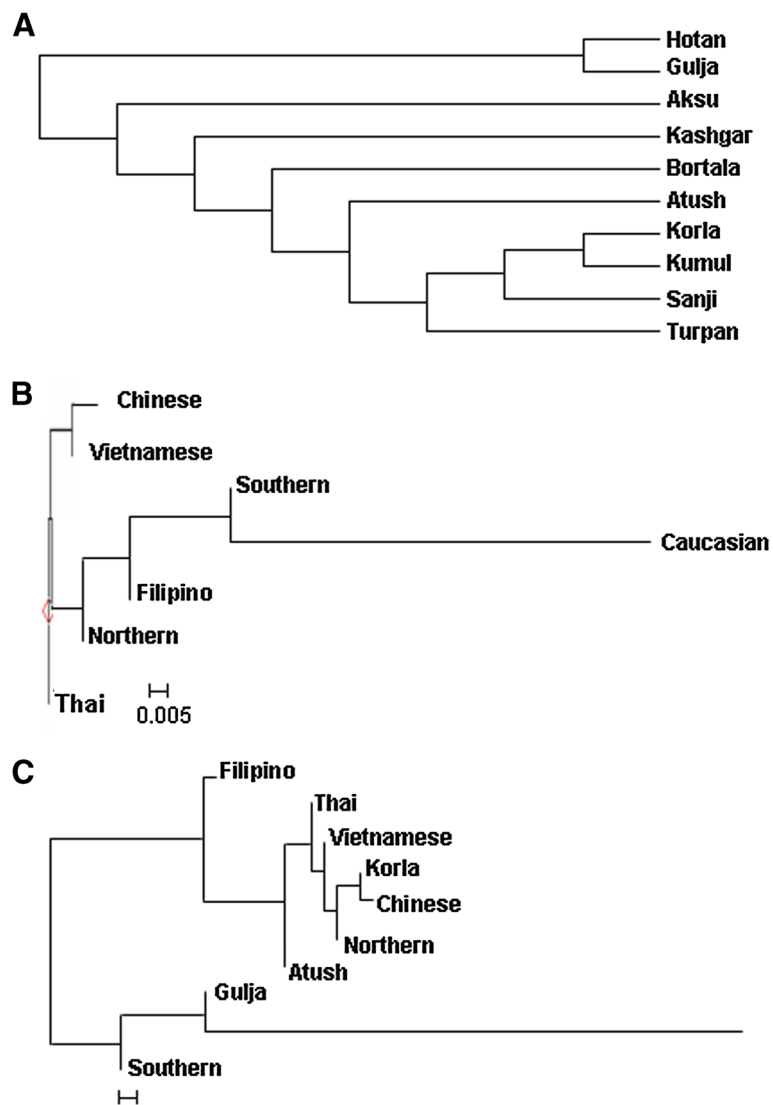 A
Hotan
Gulja
Aksu
Kashgar
Bortala
Atush
Korla
Kumul
Sanji
Turpan
B
Chinese
Vietnamese
Southern
Caucasian
Filipino
Northern
Thai
0.005
C
Filipino
Thai
Vietnamese
Korla
Chinese
Northern
Atush
Gulja
Southern